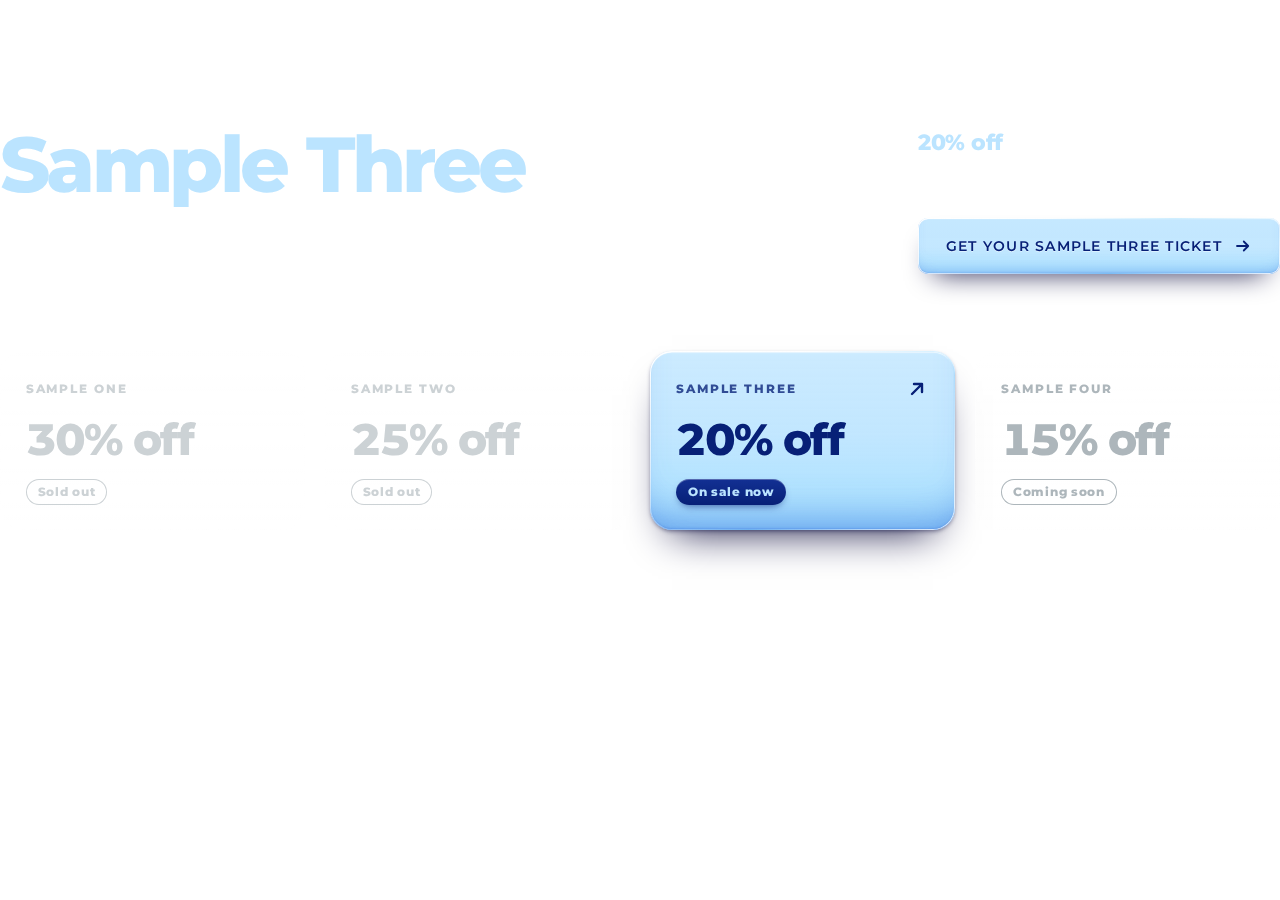 Sample Three
20% off
GET YOUR SAMPLE THREE TICKET
SAMPLE ONE
30% off
Sold out
SAMPLE TWO
25% off
Sold out
SAMPLE THREE
20% off
On sale now
SAMPLE FOUR
15% off
Coming soon